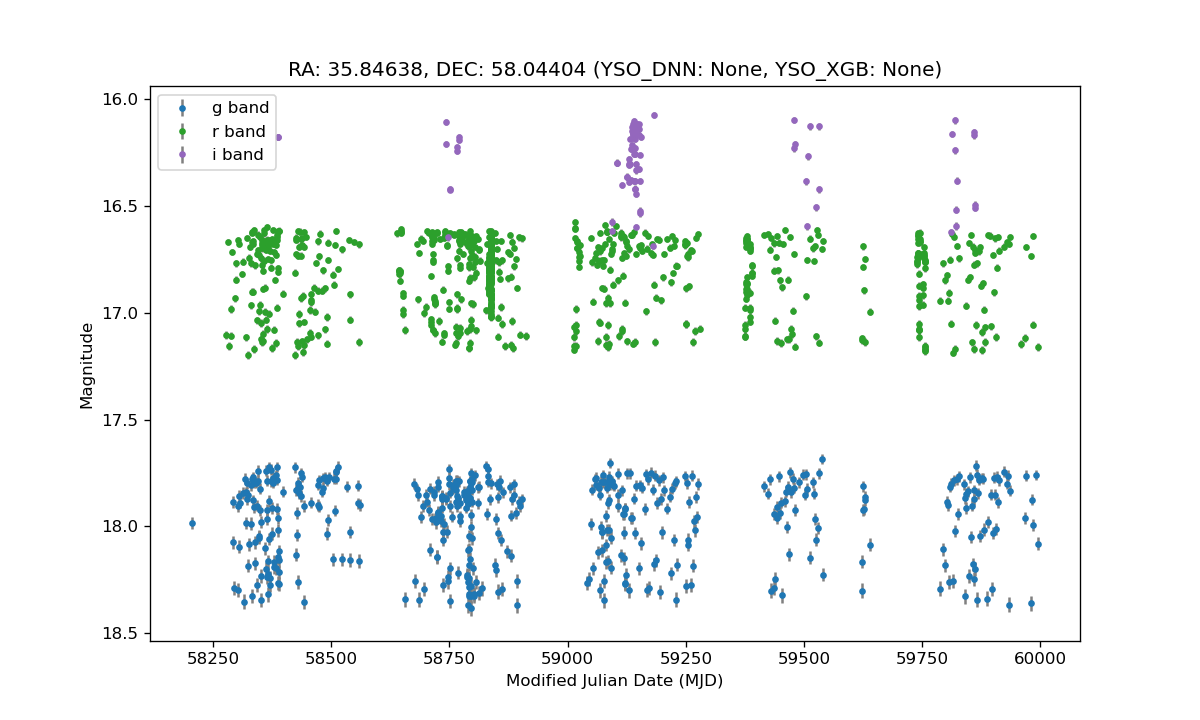 RA: 35.84638, DEC: 58.04404 (YSO_DNN: None, YSO_XGB: None)
g band
r band
i band
16.0
16.5
17.0
17.5
18.0
18.5
Magnitude
58250 58500 58750 59000 59250 59500 59750 60000
Modified Julian Date (MJD)